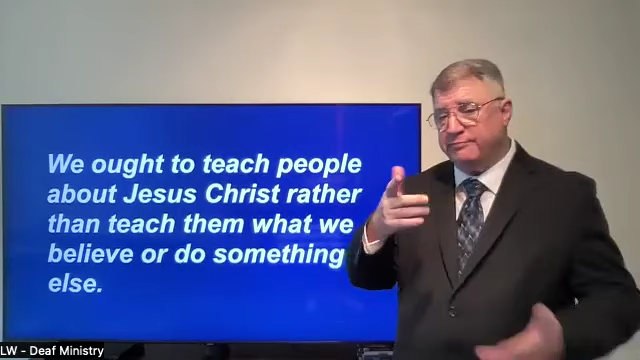 We ought to teach people
about Jesus Christ rather
than teach them what we
believe or do something
else.
LW - Deaf Ministry